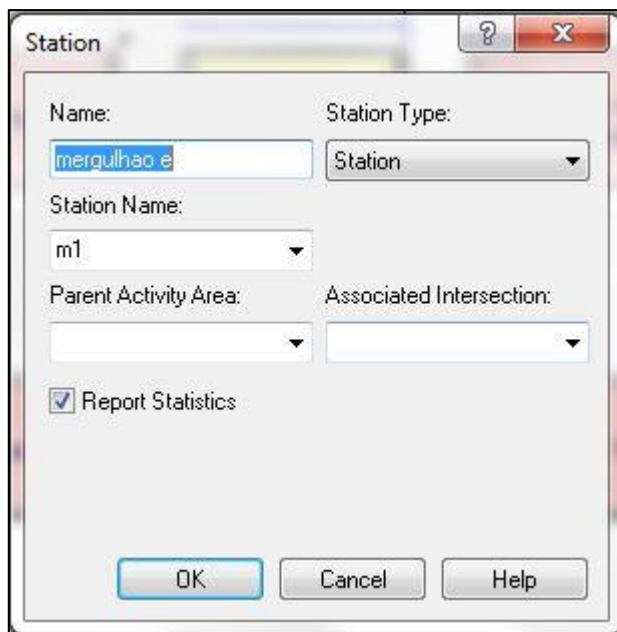 Station
Name: Station Type:
mergulhao e Station
Station Name:
m1
Parent Activity Area: Associated Intersection:
Report Statistics
OK Cancel Help